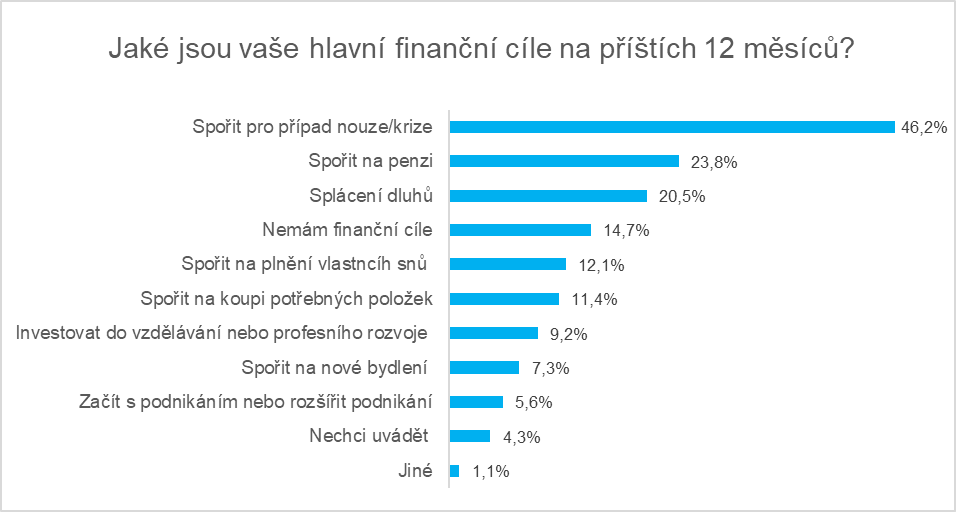 Jaké jsou vaše hlavní finanční cíle na příštích 12 měsíců?
Spořit pro případ nouze/krize 46,2%
Spořit na penzi 23,8%
Splácení dluhů 20,5%
Nemám finanční cíle 14,7%
Spořit na plnění vlastncíh snů 12,1%
Spořit na koupi potřebných položek 11,4%
Investovat do vzdělávání nebo profesního rozvoje 9,2%
Spořit na nové bydlení 7,3%
Začít s podnikáním nebo rozšířit podnikání 5,6%
Nechci uvádět 4,3%
Jiné 1,1%